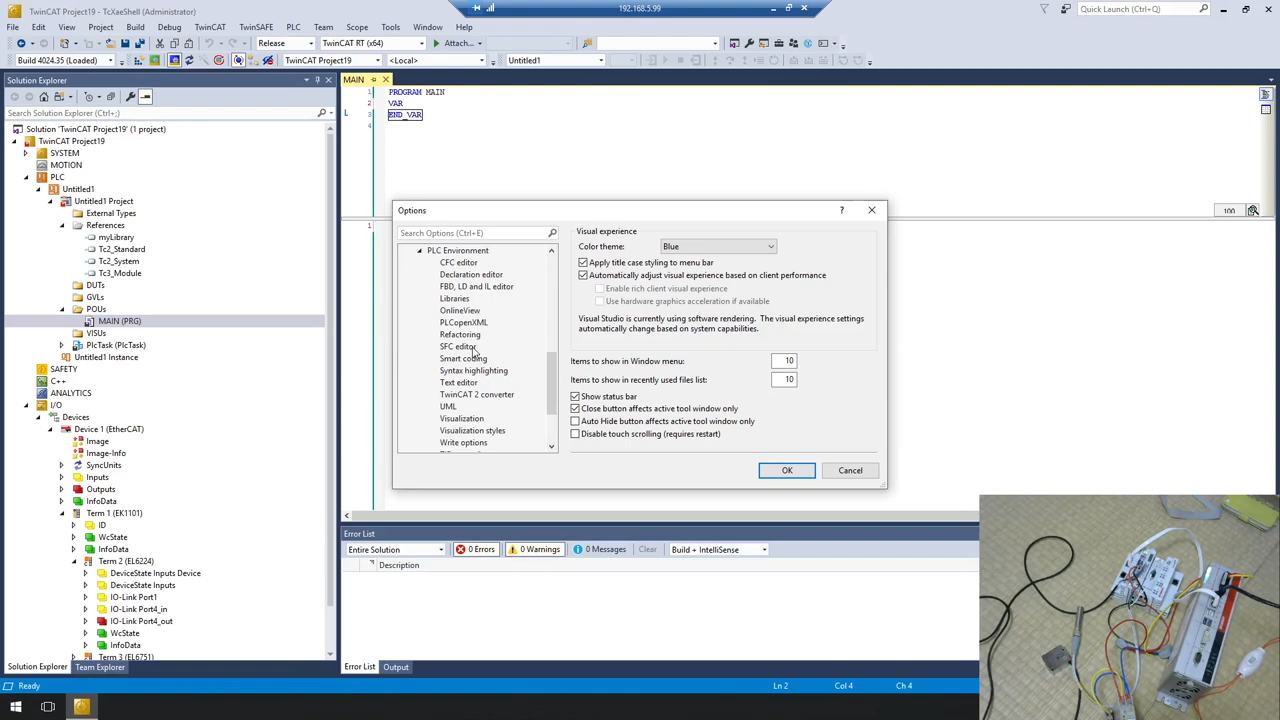 TwinCAT Project19 - TcXaeShell (Administrator)
192.168.5.99
Quick Launch (Ctrl+;)
File Edit View Project Build Debug TwinCAT TwinSAFE PLC Team Scope Tools Window Help
Release TwinCAT RT (x64) Attach...
Build 4024.35 (Loaded) TwinCAT Project19 <Local> Untitled1
Solution Explorer
Search Solution Explorer (Ctrl+;)
Solution 'TwinCAT Project19' (1 project)
TwinCAT Project19
SYSTEM
MOTION
PLC
Untitled1
Untitled1 Project
External Types
References
myLibrary
Tc2_Standard
Tc2_System
Tc3_Module
DUTs
GVLs
POUs
MAIN (PRG)
VISUs
PlcTask (PlcTask)
Untitled1 Instance
SAFETY
C++
ANALYTICS
I/O
Devices
Device 1 (EtherCAT)
Image
Image-Info
SyncUnits
Inputs
Outputs
InfoData
Term 1 (EK1101)
ID
WcState
InfoData
Term 2 (EL6224)
DeviceState Inputs Device
DeviceState Inputs
IO-Link Port1
IO-Link Port4_in
IO-Link Port4_out
WcState
InfoData
Term 3 (EL6751)
Solution Explorer Team Explorer
MAIN
1 PROGRAM MAIN
2 VAR
3 END_VAR
4
100
1
Options
Search Options (Ctrl+E)
PLC Environment
CFC editor
Declaration editor
FBD, LD and IL editor
Libraries
OnlineView
PLCopenXML
Refactoring
SFC editor
Smart coding
Syntax highlighting
Text editor
TwinCAT 2 converter
UML
Visualization
Visualization styles
Write options
Visual experience
Color theme: Blue
Apply title case styling to menu bar
Automatically adjust visual experience based on client performance
Enable rich client visual experience
Use hardware graphics acceleration if available
Visual Studio is currently using software rendering. The visual experience settings
automatically change based on system capabilities.
Items to show in Window menu: 10
Items to show in recently used files list: 10
Show status bar
Close button affects active tool window only
Auto Hide button affects active tool window only
Disable touch scrolling (requires restart)
OK Cancel
Error List
Entire Solution 0 Errors 0 Warnings 0 Messages Clear Build + IntelliSense
Description
Error List Output
Ready Ln 2 Col 4 Ch 4